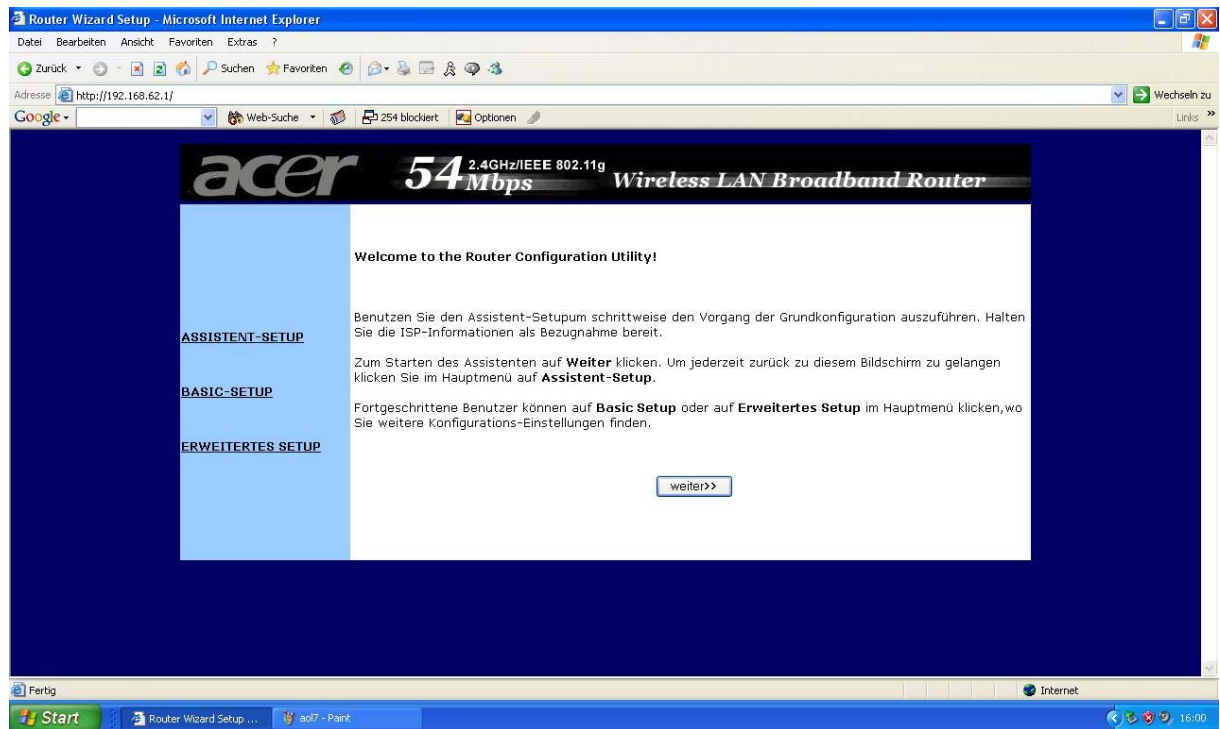 Router Wizard Setup - Microsoft Internet Explorer
Datei Bearbeiten Ansicht Favoriten Extras ?
Zurück Suchen Favoriten
Adresse http://192.168.62.1/ Wechseln zu
Google Web-Suche 254 blockiert Optionen Links »
acer 54 Mbps 2.4GHz/IEEE 802.11g Wireless LAN Broadband Router
Welcome to the Router Configuration Utility!
ASSISTENT-SETUP
BASIC-SETUP
ERWEITERTES SETUP
Benutzen Sie den Assistent-Setupum schrittweise den Vorgang der Grundkonfiguration auszuführen. Halten
Sie die ISP-Informationen als Bezugnahme bereit.
Zum Starten des Assistenten auf Weiter klicken. Um jederzeit zurück zu diesem Bildschirm zu gelangen
klicken Sie im Hauptmenü auf Assistent-Setup.
Fortgeschrittene Benutzer können auf Basic Setup oder auf Erweitertes Setup im Hauptmenü klicken,wo
Sie weitere Konfigurations-Einstellungen finden.
weiter>>
Fertig Internet
Start Router Wizard Setup ... aol7 - Paint 16:00